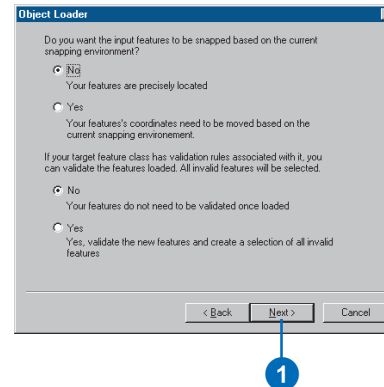 Object Loader
Do you want the input features to be snapped based on the current
snapping environment?
No
Your features are precisely located
Yes
Your features's coordinates need to be moved based on the
current snapping environement.
If your target feature class has validation rules associated with it, you
can validate the features loaded. All invalid features will be selected.
No
Your features do not need to be validated once loaded
Yes
Yes, validate the new features and create a selection of all invalid
features
< Back Next > Cancel
1